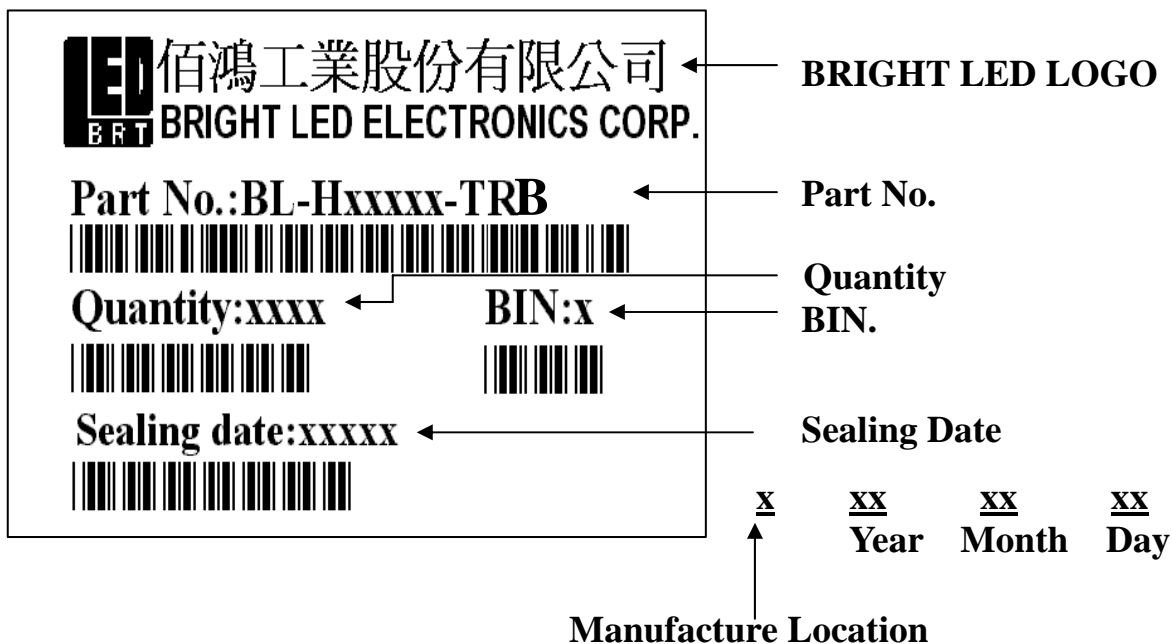 LED 佰鴻工業股份有限公司
BRT BRIGHT LED ELECTRONICS CORP.
BRIGHT LED LOGO
Part No.:BL-Hxxxxx-TRB
Part No.
Quantity:xxxx
BIN:x
Quantity
BIN.
Sealing date:xxxxx
Sealing Date
x xx xx xx
Year Month Day
Manufacture Location